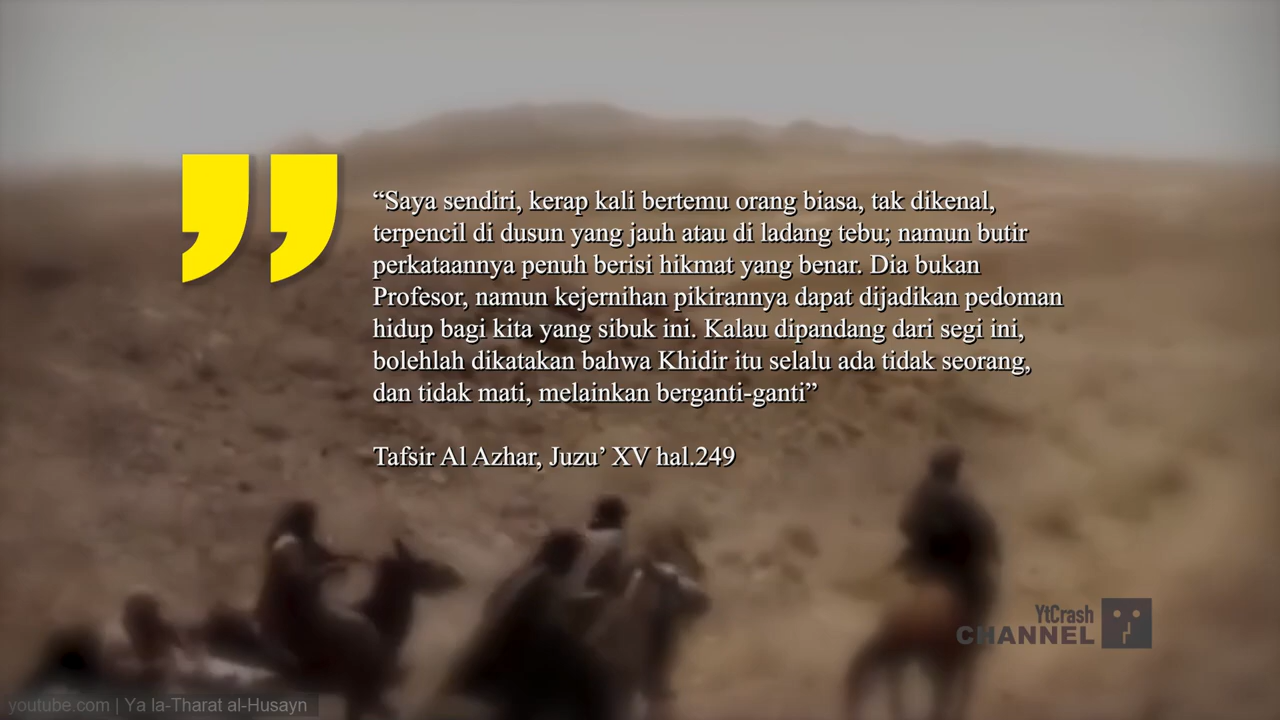 “Saya sendiri, kerap kali bertemu orang biasa, tak dikenal,
terpencil di dusun yang jauh atau di ladang tebu; namun butir
perkataannya penuh berisi hikmat yang benar. Dia bukan
Profesor, namun kejernihan pikirannya dapat dijadikan pedoman
hidup bagi kita yang sibuk ini. Kalau dipandang dari segi ini,
bolehlah dikatakan bahwa Khidir itu selalu ada tidak seorang,
dan tidak mati, melainkan berganti-ganti”
Tafsir Al Azhar, Juzu’ XV hal.249
YtCrash
CHANNEL
youtube.com | Ya la-Tharat al-Husayn